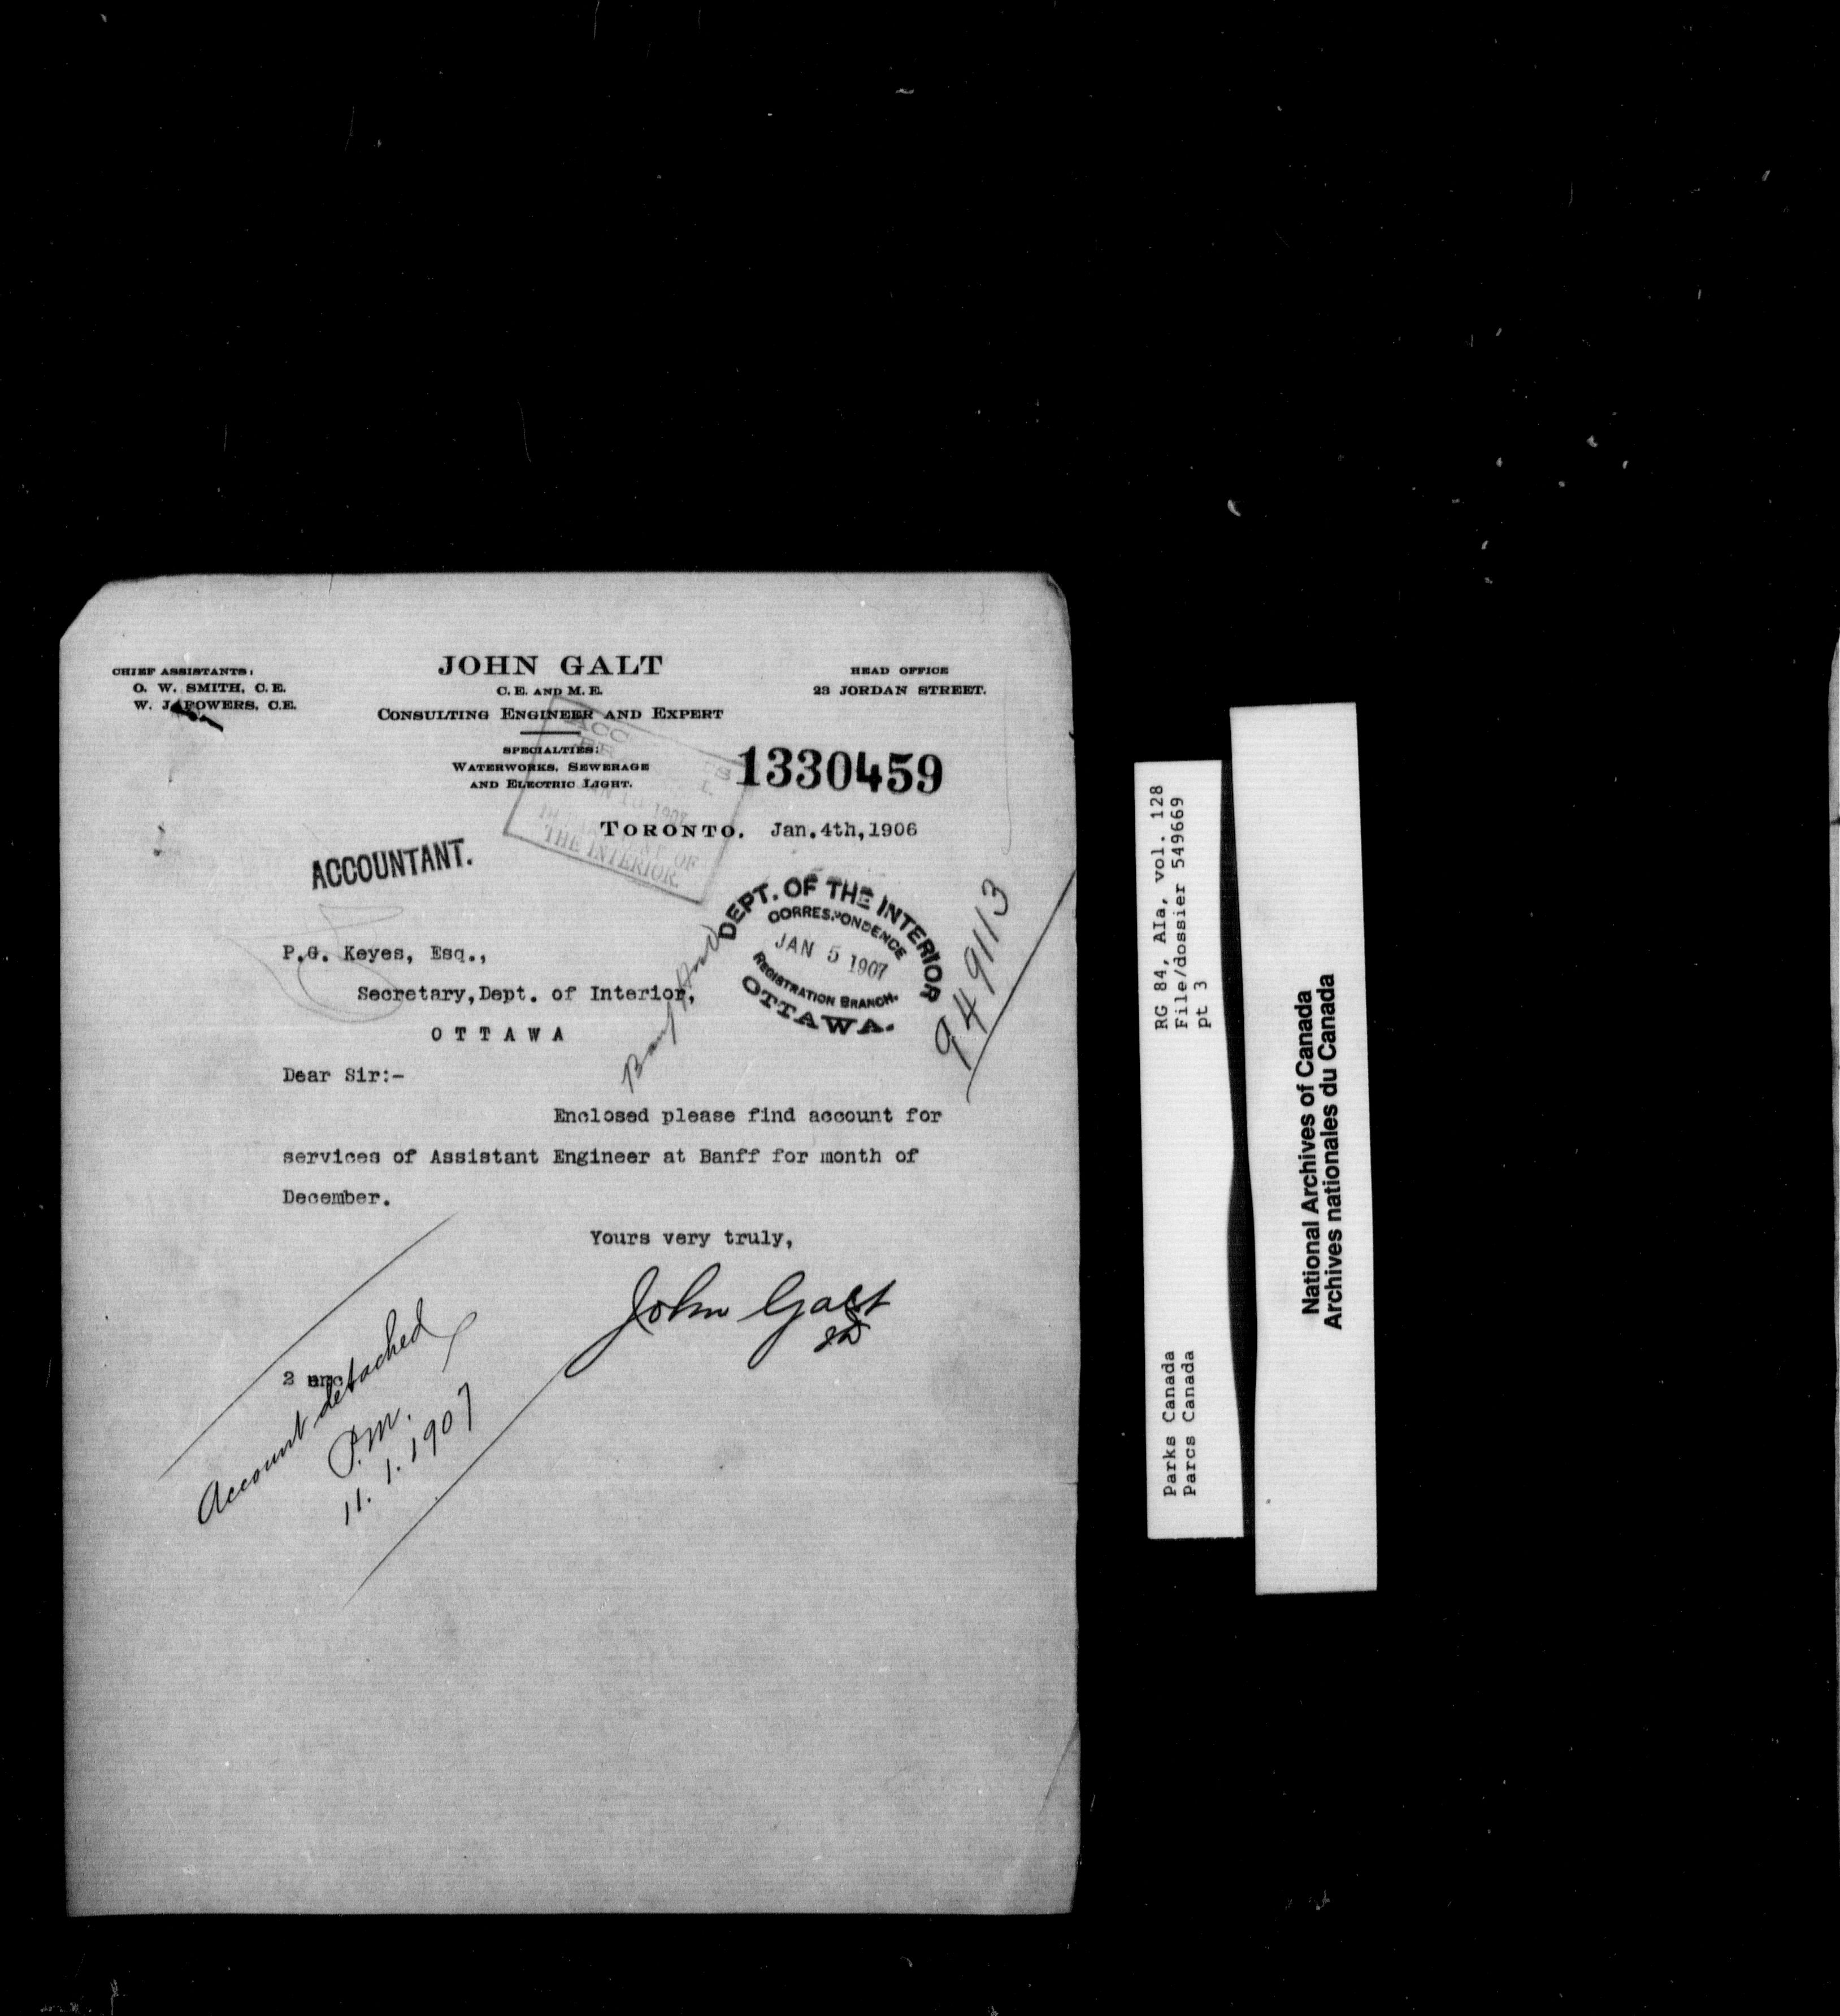 CHIEF ASSISTANTS:
O. W. SMITH, C.E.
W. J. POWERS, C.E.
JOHN GALT
C. E. AND M. E.
CONSULTING ENGINEER AND EXPERT
SPECIALTIES:
WATERWORKS, SEWERAGE
AND ELECTRIC LIGHT.
HEAD OFFICE
23 JORDAN STREET.
1330459
TORONTO, Jan.4th,1906
JAN 10 1907
THE INTERIOR.
ACCOUNTANT.
DEPT. OF THE INTERIOR
CORRESPONDENCE
JAN 5 1907
REGISTRATION BRANCH.
OTTAWA.
949113
P.G. Keyes, Esq.,
Secretary,Dept. of Interior,
O T T A W A
Dear Sir:-
Enclosed please find account for
services of Assistant Engineer at Banff for month of
December.
Yours very truly,
John Galt
2 enc
Account detached
P.M.
11. 1. 1907
RG 84, AIa, vol. 128
File/dossier 549669
pt 3
Parks Canada
Parcs Canada
National Archives of Canada
Archives nationales du Canada